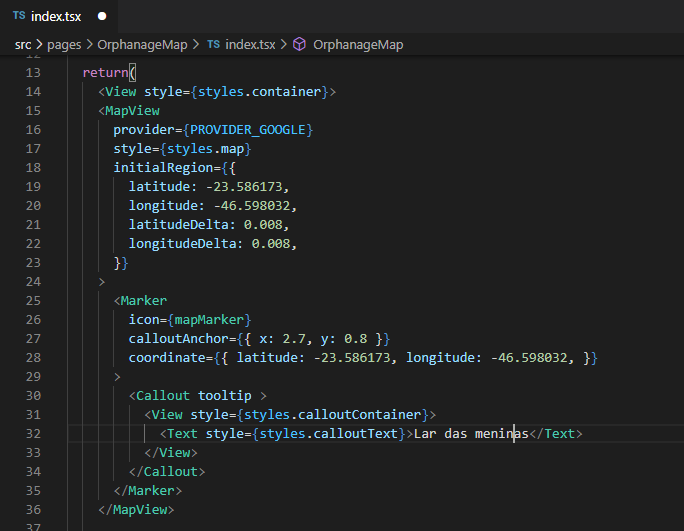 TS index.tsx ●
src > pages > OrphanageMap > TS index.tsx > OrphanageMap
12
13 return(
14 <View style={styles.container}>
15 <MapView
16 provider={PROVIDER_GOOGLE}
17 style={styles.map}
18 initialRegion={{
19 latitude: -23.586173,
20 longitude: -46.598032,
21 latitudeDelta: 0.008,
22 longitudeDelta: 0.008,
23 }}
24 >
25 <Marker
26 icon={mapMarker}
27 calloutAnchor={{ x: 2.7, y: 0.8 }}
28 coordinate={{ latitude: -23.586173, longitude: -46.598032, }}
29 >
30 <Callout tooltip >
31 <View style={styles.calloutContainer}>
32 <Text style={styles.calloutText}>Lar das meninas</Text>
33 </View>
34 </Callout>
35 </Marker>
36 </MapView>
37